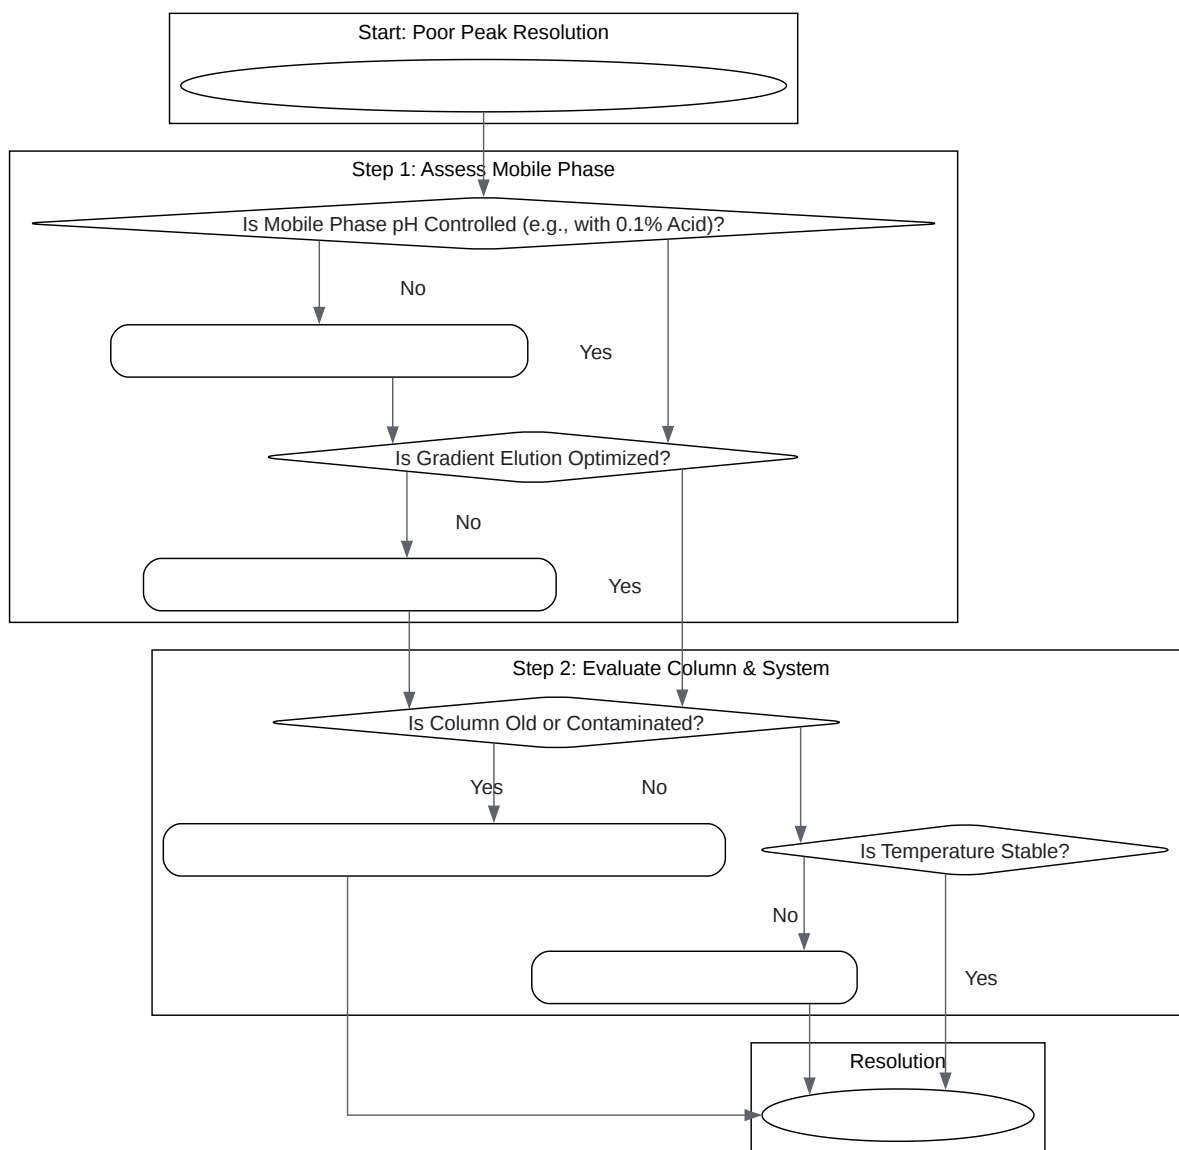 Start: Poor Peak Resolution
Step 1: Assess Mobile Phase
Is Mobile Phase pH Controlled (e.g., with 0.1% Acid)?
No
Yes
Is Gradient Elution Optimized?
No
Yes
Step 2: Evaluate Column & System
Is Column Old or Contaminated?
Yes
No
Is Temperature Stable?
No
Yes
Resolution